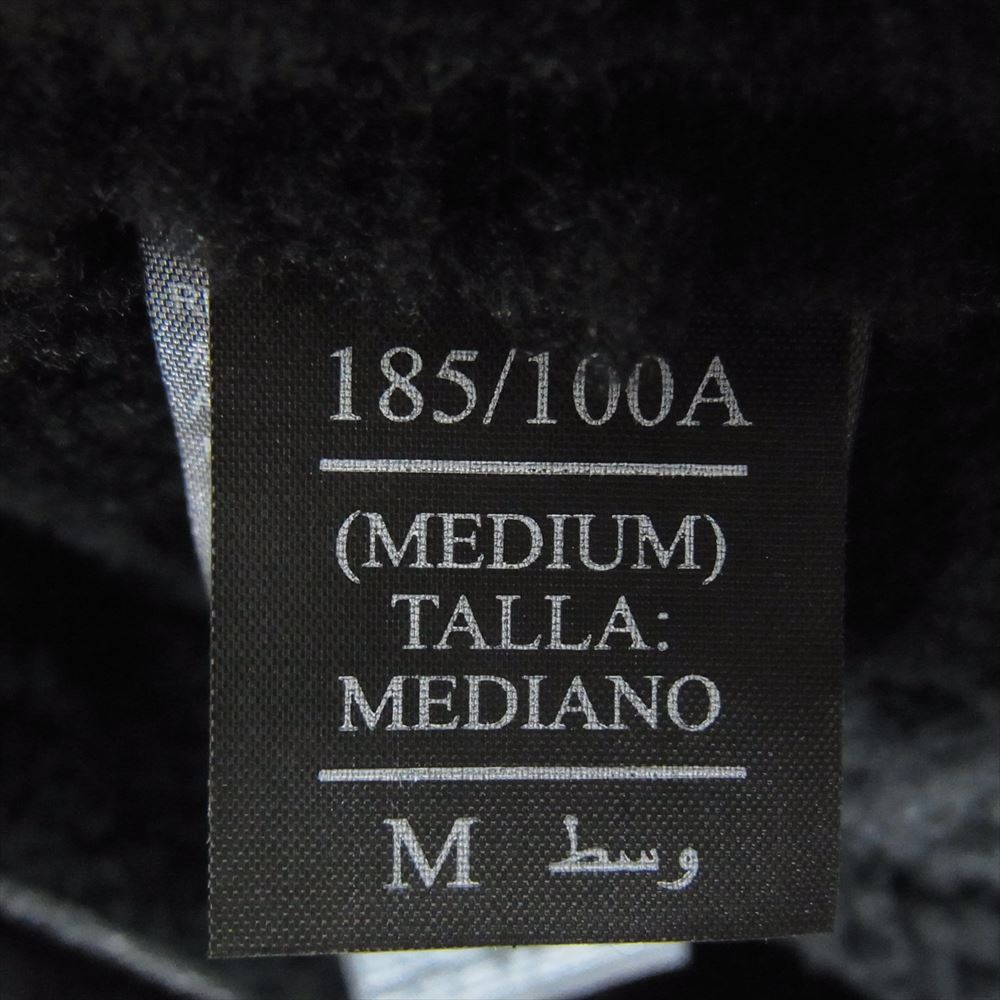 185/100A
(MEDIUM)
TALLA:
MEDIANO
M وسط